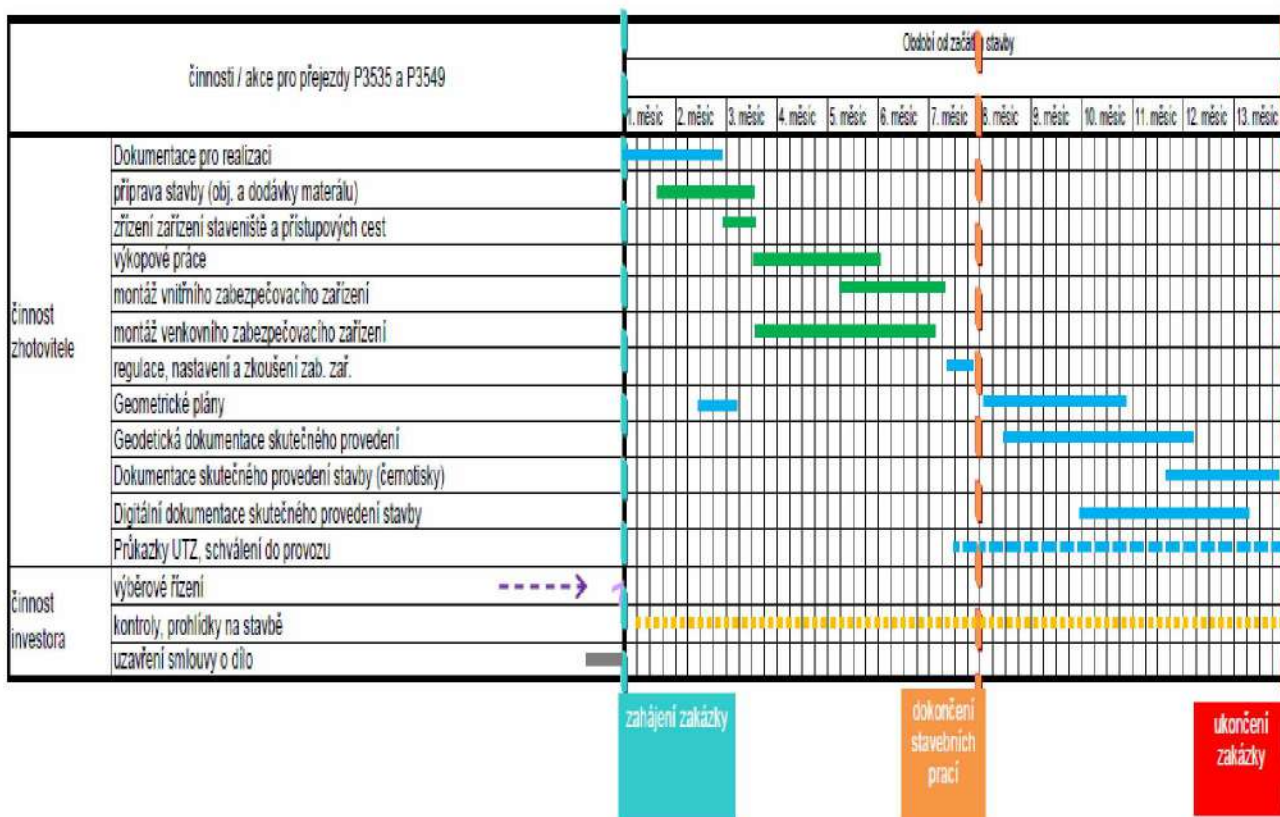 Období od začát stavby
činnosti / akce pro přejezdy P3535 a P3549
1. měsíc 2. měsíc 3. měsíc 4. měsíc 5. měsíc 6. měsíc 7. měsíc 8. měsíc 9. měsíc 10. měsíc 11. měsíc 12. měsíc 13. měsíc
činnost
zhotovitele
Dokumentace pro realizaci
příprava stavby (obj. a dodávky materálu)
zřízení zařízení staveniště a přístupových cest
výkopové práce
montáž vnitřního zabezpečovacího zařízení
montáž venkovního zabezpečovacího zařízení
regulace, nastavení a zkoušení zab. zař.
Geometrické plány
Geodetická dokumentace skutečného provedení
Dokumentace skutečného provedení stavby (černotisky)
Digitální dokumentace skutečného provedení stavby
Průkazky UTZ, schválení do provozu
činnost
investora
výběrové řízení
kontroly, prohlídky na stavbě
uzavření smlouvy o dílo
zahájení zakázky
dokončení
stavebních
prací
ukončení
zakázky